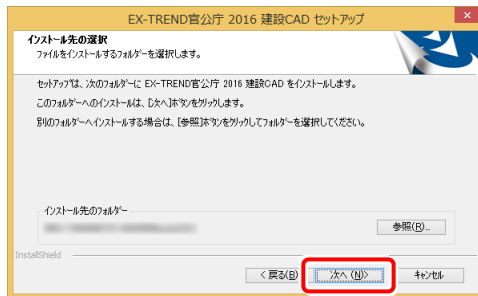 EX-TREND官公庁 2016 建設CAD セットアップ
インストール先の選択
ファイルをインストールするフォルダーを選択します。
セットアップは、次のフォルダーに EX-TREND官公庁 2016 建設CAD をインストールします。
このフォルダーへのインストールは、[次へ]ボタンをクリックします。
別のフォルダーへインストールする場合は、[参照]ボタンをクリックしてフォルダーを選択してください。
インストール先のフォルダー
参照(R)...
InstallShield
< 戻る(B) 次へ (N)> キャンセル